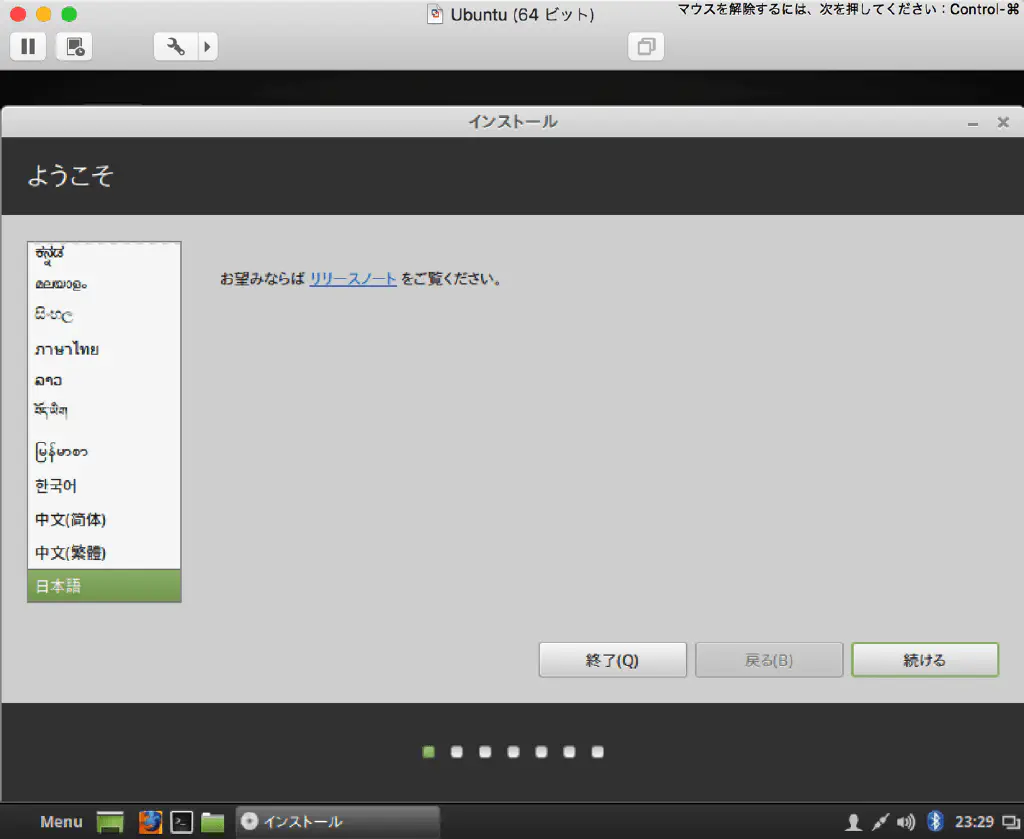 Ubuntu (64 ビット)
マウスを解除するには、次を押してください：Control-⌘
インストール
ようこそ
お望みならば リリースノート をご覧ください。
ಕನ್ನಡ
മലയാളം
සිංහල
ภาษาไทย
ລາວ
བོད་ཡིག
မြန်မာစာ
한국어
中文(简体)
中文(繁體)
日本語
終了(Q)
戻る(B)
続ける
Menu
インストール
23:29